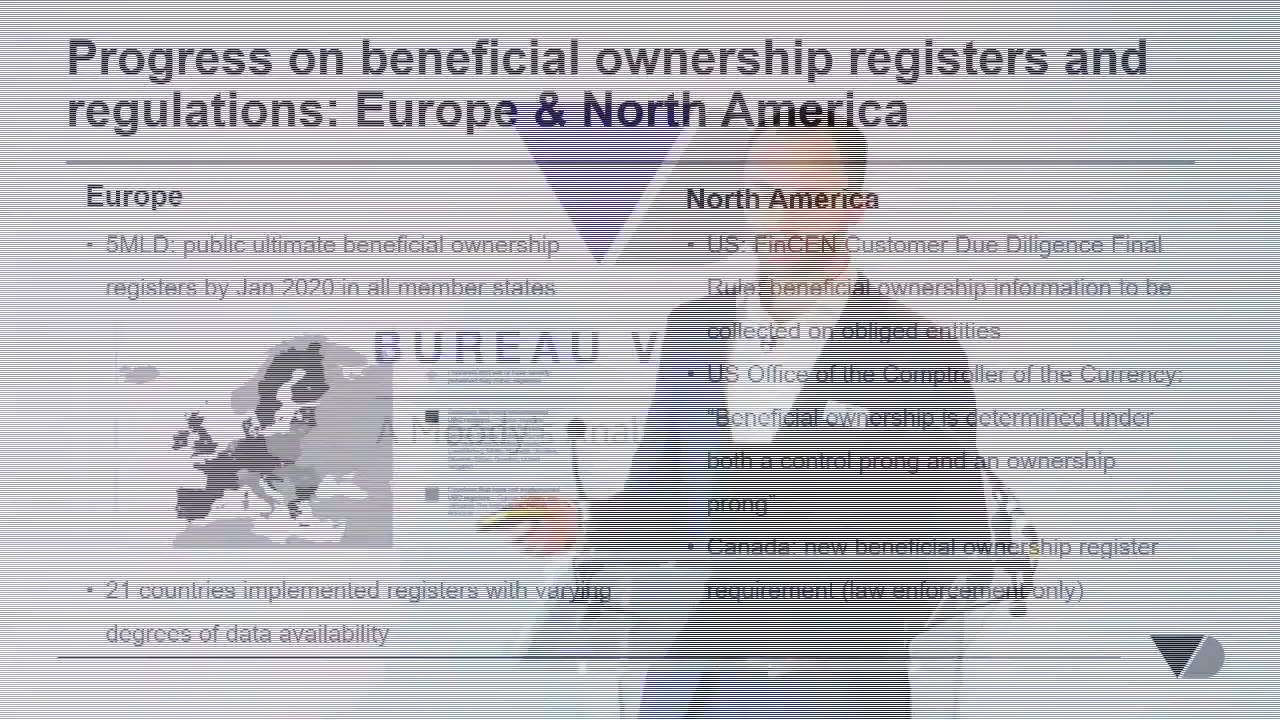 Progress on beneficial ownership registers and
regulations: Europe & North America
Europe
• 5MLD: public ultimate beneficial ownership
registers by Jan 2020 in all member states
BUREAU V
A Moody's Anal
• 21 countries implemented registers with varying
degrees of data availability
North America
• US: FinCEN Customer Due Diligence Final
Rule: beneficial ownership information to be
collected on obliged entities
• US Office of the Comptroller of the Currency:
"Beneficial ownership is determined under
both a control prong and an ownership
prong"
• Canada: new beneficial ownership register
requirement (law enforcement only)